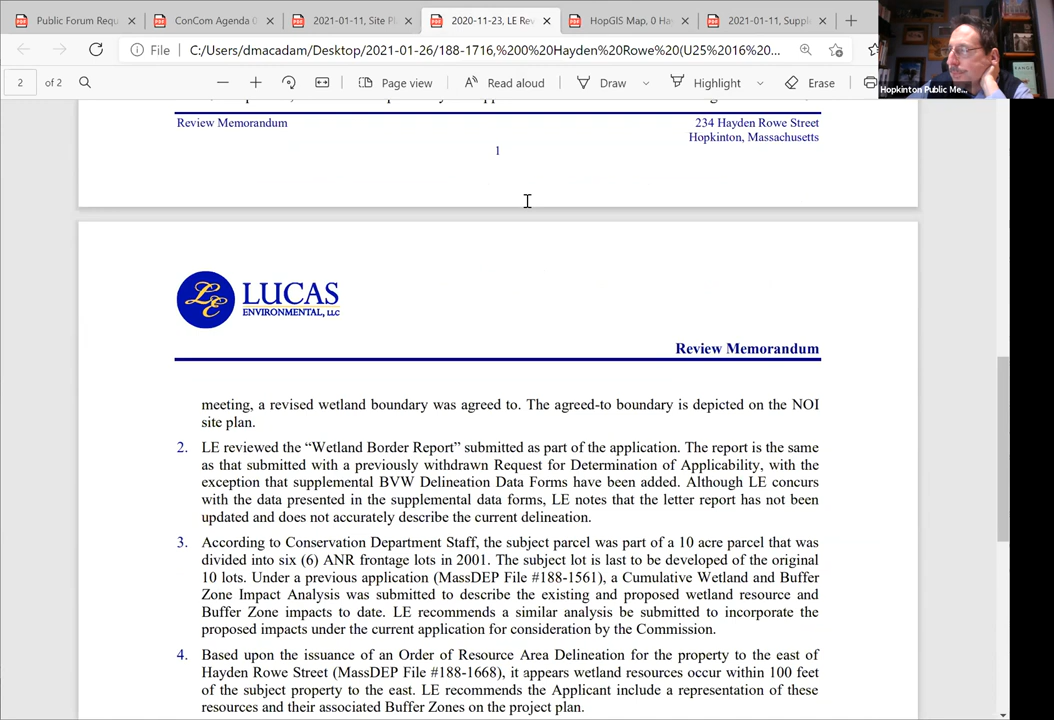 Public Forum Requ
ConCom Agenda 0
2021-01-11, Site Pl
2020-11-23, LE Rev
HopGIS Map, 0 Ha
2021-01-11, Suppl
File
C:/Users/dmacadam/Desktop/2021-01-26/188-1716,%200%20Hayden%20Rowe%20(U25%2016%20...
2
of 2
Page view
Read aloud
Draw
Highlight
Erase
Hopkinton Public Me...
Review Memorandum
234 Hayden Rowe Street
Hopkinton, Massachusetts
1
LE
LUCAS
ENVIRONMENTAL, LLC
Review Memorandum
meeting, a revised wetland boundary was agreed to. The agreed-to boundary is depicted on the NOI
site plan.
2. LE reviewed the “Wetland Border Report” submitted as part of the application. The report is the same
as that submitted with a previously withdrawn Request for Determination of Applicability, with the
exception that supplemental BVW Delineation Data Forms have been added. Although LE concurs
with the data presented in the supplemental data forms, LE notes that the letter report has not been
updated and does not accurately describe the current delineation.
3. According to Conservation Department Staff, the subject parcel was part of a 10 acre parcel that was
divided into six (6) ANR frontage lots in 2001. The subject lot is last to be developed of the original
10 lots. Under a previous application (MassDEP File #188-1561), a Cumulative Wetland and Buffer
Zone Impact Analysis was submitted to describe the existing and proposed wetland resource and
Buffer Zone impacts to date. LE recommends a similar analysis be submitted to incorporate the
proposed impacts under the current application for consideration by the Commission.
4. Based upon the issuance of an Order of Resource Area Delineation for the property to the east of
Hayden Rowe Street (MassDEP File #188-1668), it appears wetland resources occur within 100 feet
of the subject property to the east. LE recommends the Applicant include a representation of these
resources and their associated Buffer Zones on the project plan.